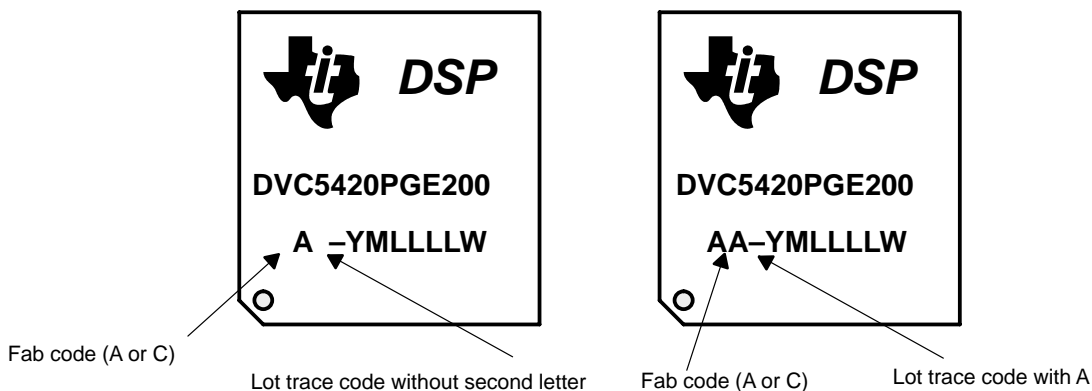 DSP
DVC5420PGE200
A –YMLLLLW
Fab code (A or C)
Lot trace code without second letter
DSP
DVC5420PGE200
AA–YMLLLLW
Fab code (A or C)
Lot trace code with A